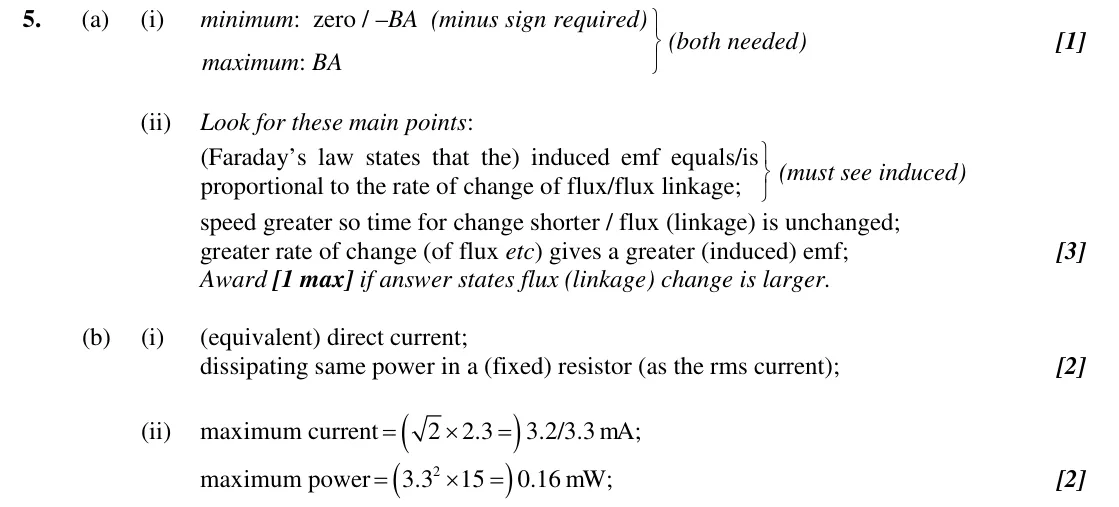 5. (a) (i) minimum: zero / –BA (minus sign required) (both needed) [1]
maximum: BA
(ii) Look for these main points:
(Faraday's law states that the) induced emf equals/is
proportional to the rate of change of flux/flux linkage; (must see induced)
speed greater so time for change shorter / flux (linkage) is unchanged;
greater rate of change (of flux etc) gives a greater (induced) emf; [3]
Award [1 max] if answer states flux (linkage) change is larger.
(b) (i) (equivalent) direct current;
dissipating same power in a (fixed) resistor (as the rms current); [2]
(ii) maximum current = (√2 × 2.3 =) 3.2/3.3 mA;
maximum power = (3.3² × 15 =) 0.16 mW; [2]